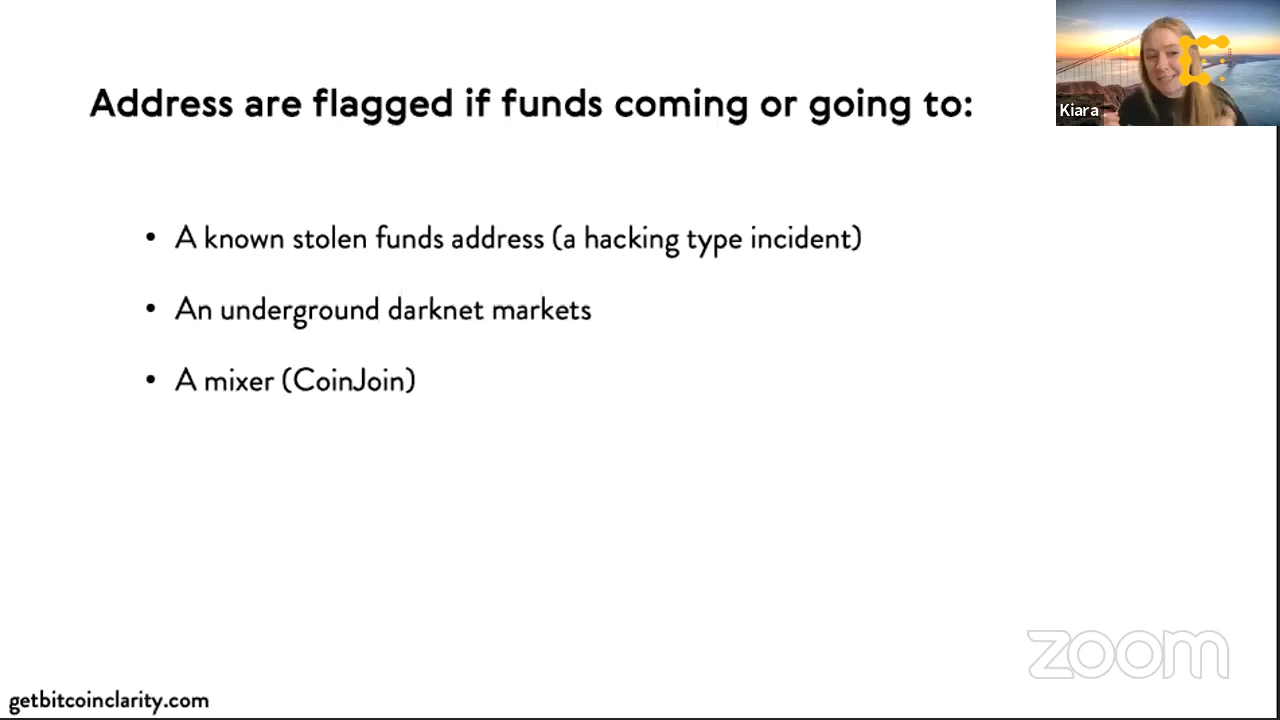 Address are flagged if funds coming or going to:
Kiara
• A known stolen funds address (a hacking type incident)
• An underground darknet markets
• A mixer (CoinJoin)
zoom
getbitcoinclarity.com